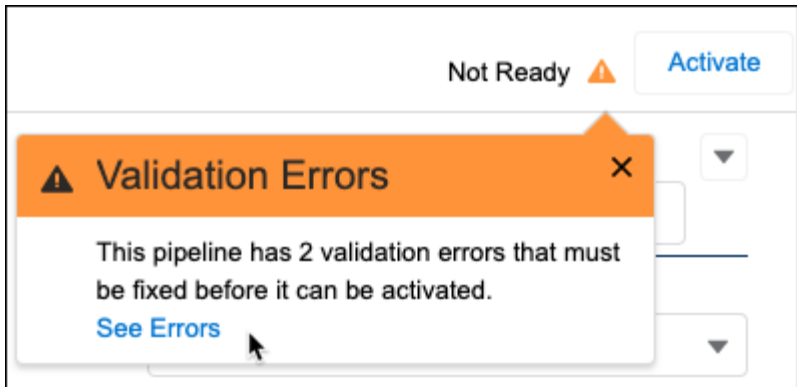 Not Ready
Activate
Validation Errors
This pipeline has 2 validation errors that must
be fixed before it can be activated.
See Errors